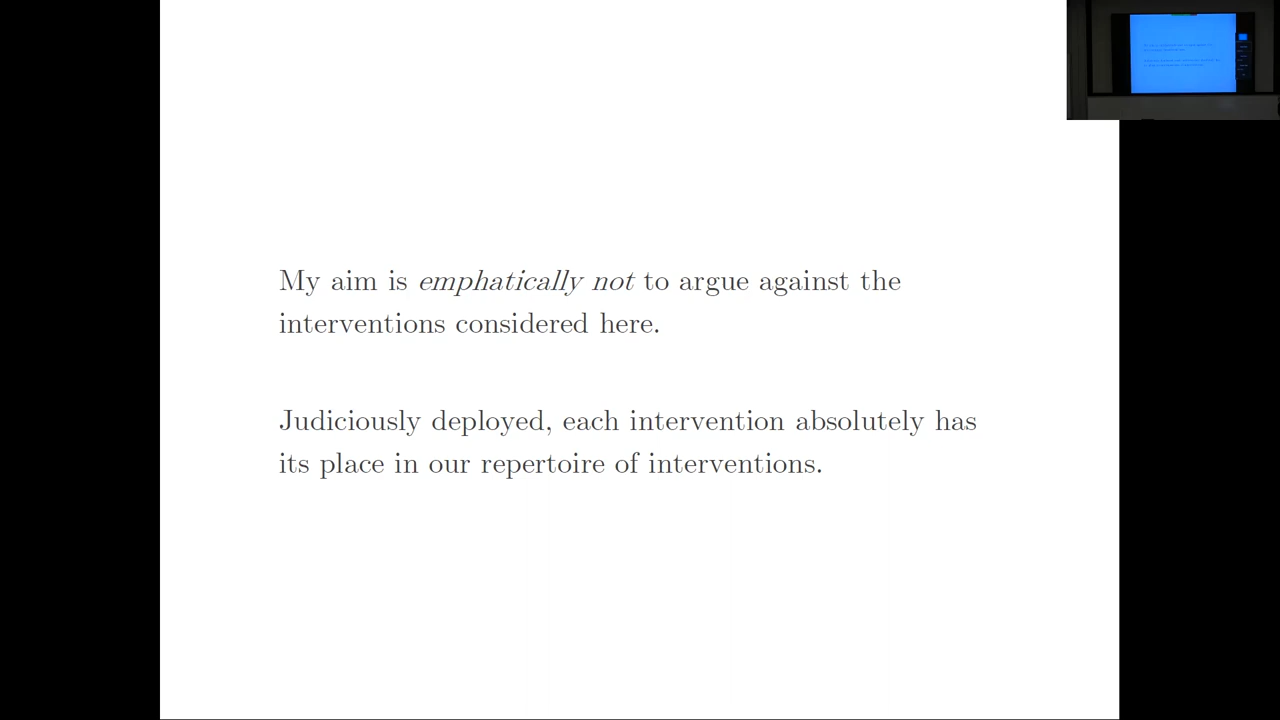 My aim is emphatically not to argue against the
interventions considered here.
Judiciously deployed, each intervention absolutely has
its place in our repertoire of interventions.